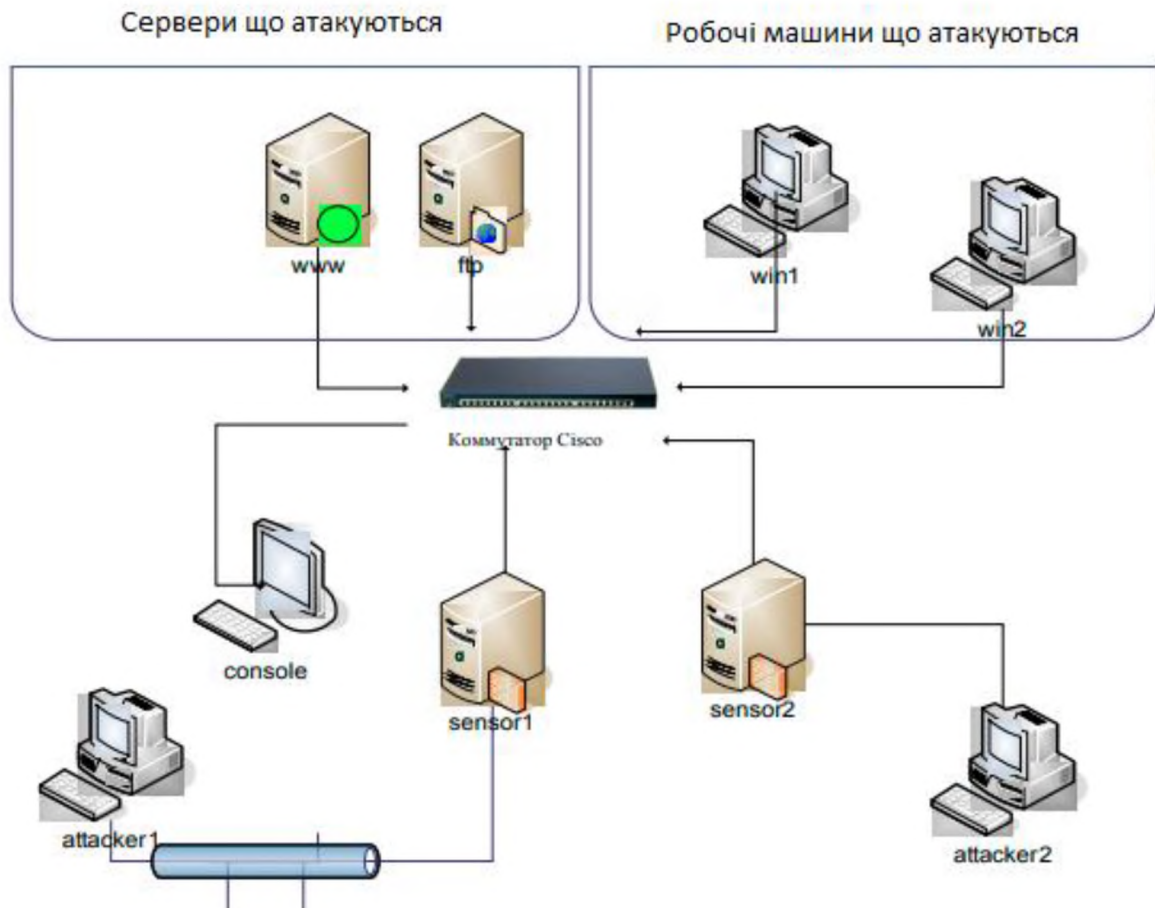 Сервери що атакуються
Робочі машини що атакуються
www
ftp
win1
win2
Коммутатор Cisco
console
sensor1
sensor2
attacker1
attacker2